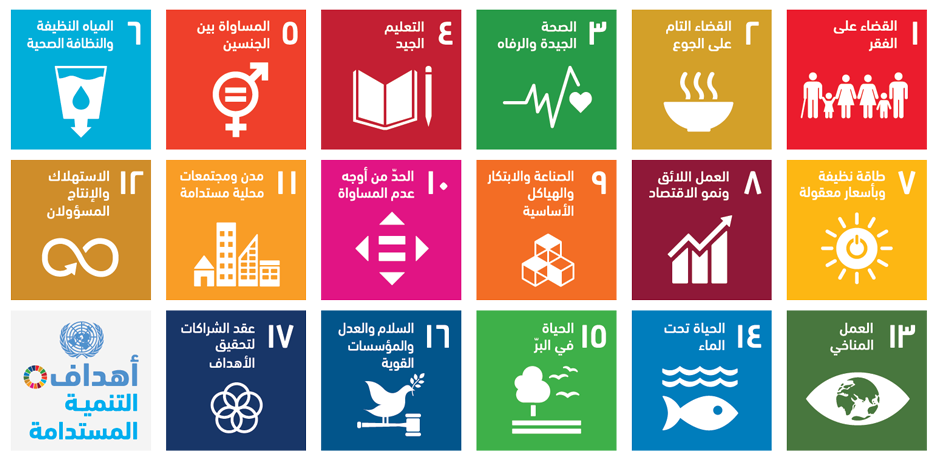 ١
القضاء على
الفقر
٢
القضاء التام
على الجوع
٣
الصحة
الجيدة والرفاه
٤
التعليم
الجيد
٥
المساواة بين
الجنسين
٦
المياه النظيفة
والنظافة الصحية
٧
طاقة نظيفة
وبأسعار معقولة
٨
العمل اللائق
ونمو الاقتصاد
٩
الصناعة والابتكار
والهياكل
الأساسية
١٠
الحدّ من أوجه
عدم المساواة
١١
مدن ومجتمعات
محلية مستدامة
١٢
الاستهلاك
والإنتاج
المسؤولان
١٣
العمل
المناخي
١٤
الحياة تحت
الماء
١٥
الحياة
في البرّ
١٦
السلام والعدل
والمؤسسات
القوية
١٧
عقد الشراكات
لتحقيق
الأهداف
أهداف
التنمية
المستدامة